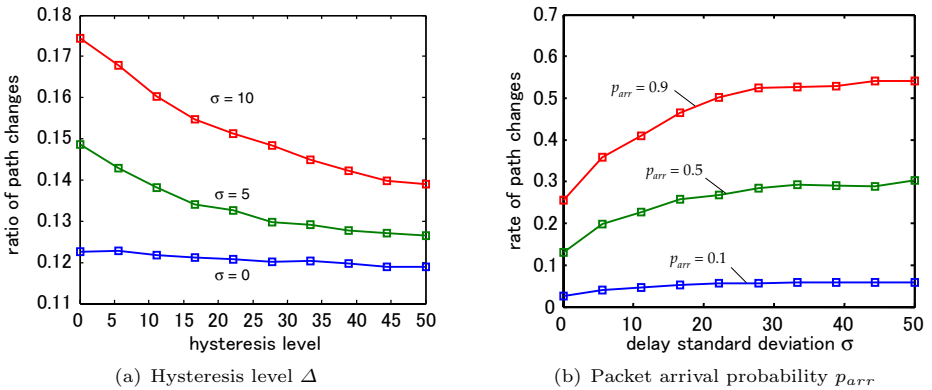 0.18
0.17
0.16
0.15
0.14
0.13
0.12
0.11
ratio of path changes
σ = 10
σ = 5
σ = 0
0 5 10 15 20 25 30 35 40 45 50
hysteresis level
(a) Hysteresis level Δ
0.7
0.6
0.5
0.4
0.3
0.2
0.1
0
rate of path changes
p_arr = 0.9
p_arr = 0.5
p_arr = 0.1
0 10 20 30 40 50
delay standard deviation σ
(b) Packet arrival probability p_arr